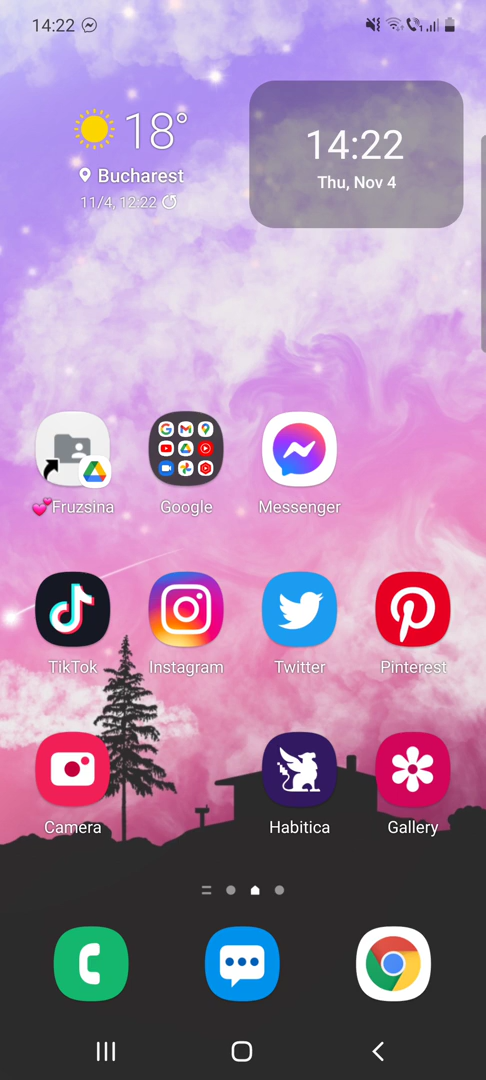 14:22
18°
Bucharest
11/4, 12:22
14:22
Thu, Nov 4
💕Fruzsina
Google
Messenger
TikTok
Instagram
Twitter
Pinterest
Camera
Habitica
Gallery